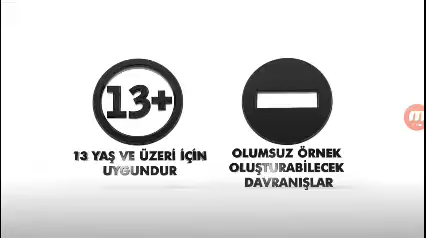 13+
13 YAŞ VE ÜZERİ İÇİN
UYGUNDUR
OLUMSUZ ÖRNEK
OLUŞTURABİLECEK
DAVRANIŞLAR